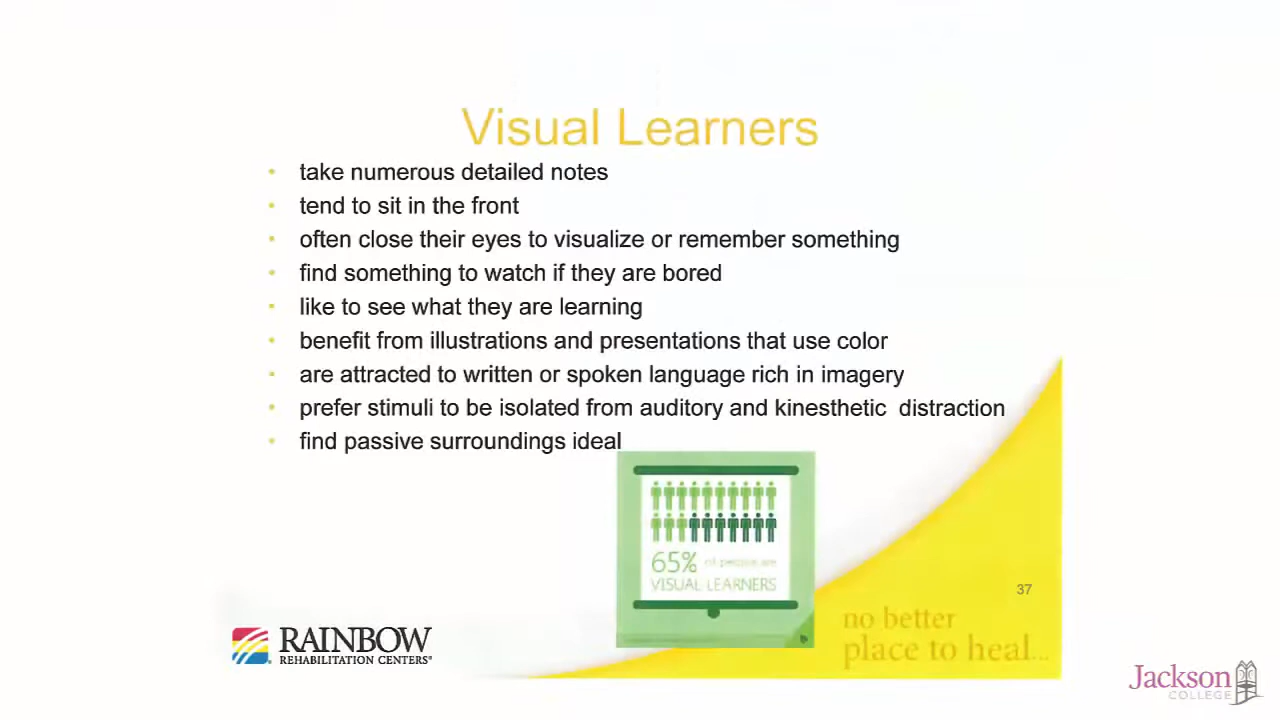 Visual Learners
• take numerous detailed notes
• tend to sit in the front
• often close their eyes to visualize or remember something
• find something to watch if they are bored
• like to see what they are learning
• benefit from illustrations and presentations that use color
• are attracted to written or spoken language rich in imagery
• prefer stimuli to be isolated from auditory and kinesthetic distraction
• find passive surroundings ideal
65% of people are
VISUAL LEARNERS
37
no better
place to heal...
RAINBOW
REHABILITATION CENTERS®
Jackson
COLLEGE